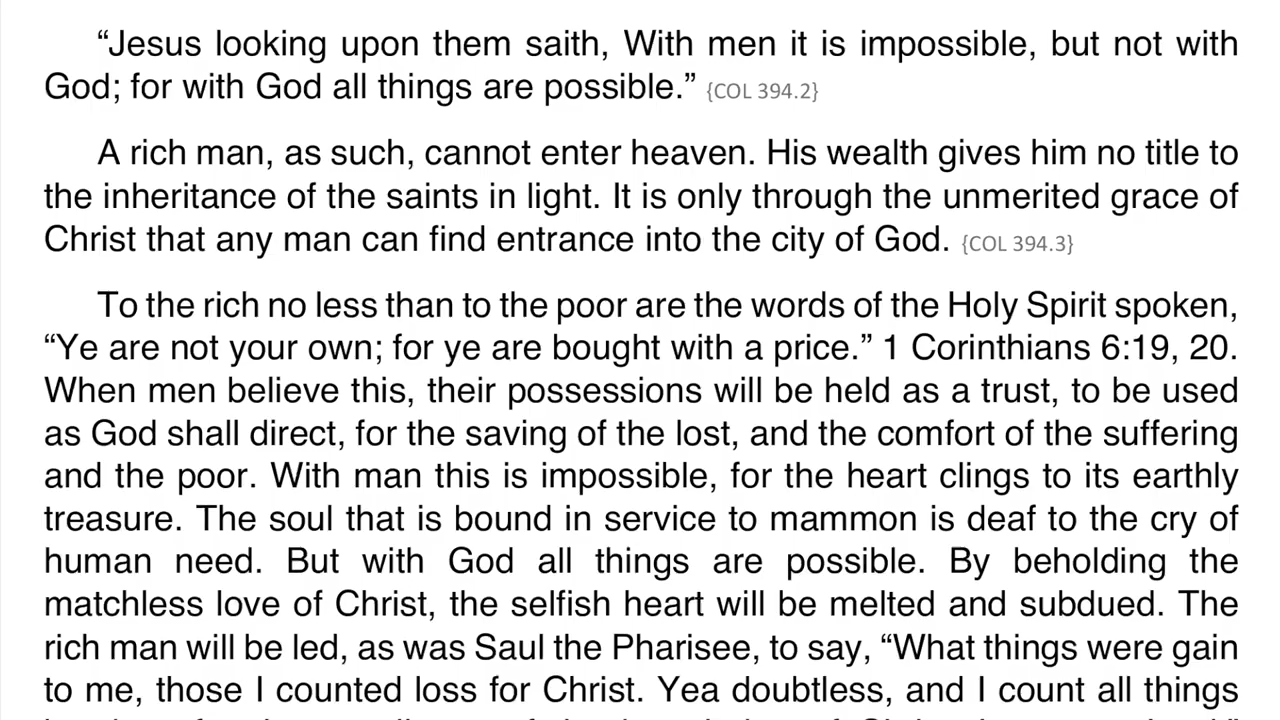 “Jesus looking upon them saith, With men it is impossible, but not with
God; for with God all things are possible.” {COL 394.2}
A rich man, as such, cannot enter heaven. His wealth gives him no title to
the inheritance of the saints in light. It is only through the unmerited grace of
Christ that any man can find entrance into the city of God. {COL 394.3}
To the rich no less than to the poor are the words of the Holy Spirit spoken,
“Ye are not your own; for ye are bought with a price.” 1 Corinthians 6:19, 20.
When men believe this, their possessions will be held as a trust, to be used
as God shall direct, for the saving of the lost, and the comfort of the suffering
and the poor. With man this is impossible, for the heart clings to its earthly
treasure. The soul that is bound in service to mammon is deaf to the cry of
human need. But with God all things are possible. By beholding the
matchless love of Christ, the selfish heart will be melted and subdued. The
rich man will be led, as was Saul the Pharisee, to say, “What things were gain
to me, those I counted loss for Christ. Yea doubtless, and I count all things